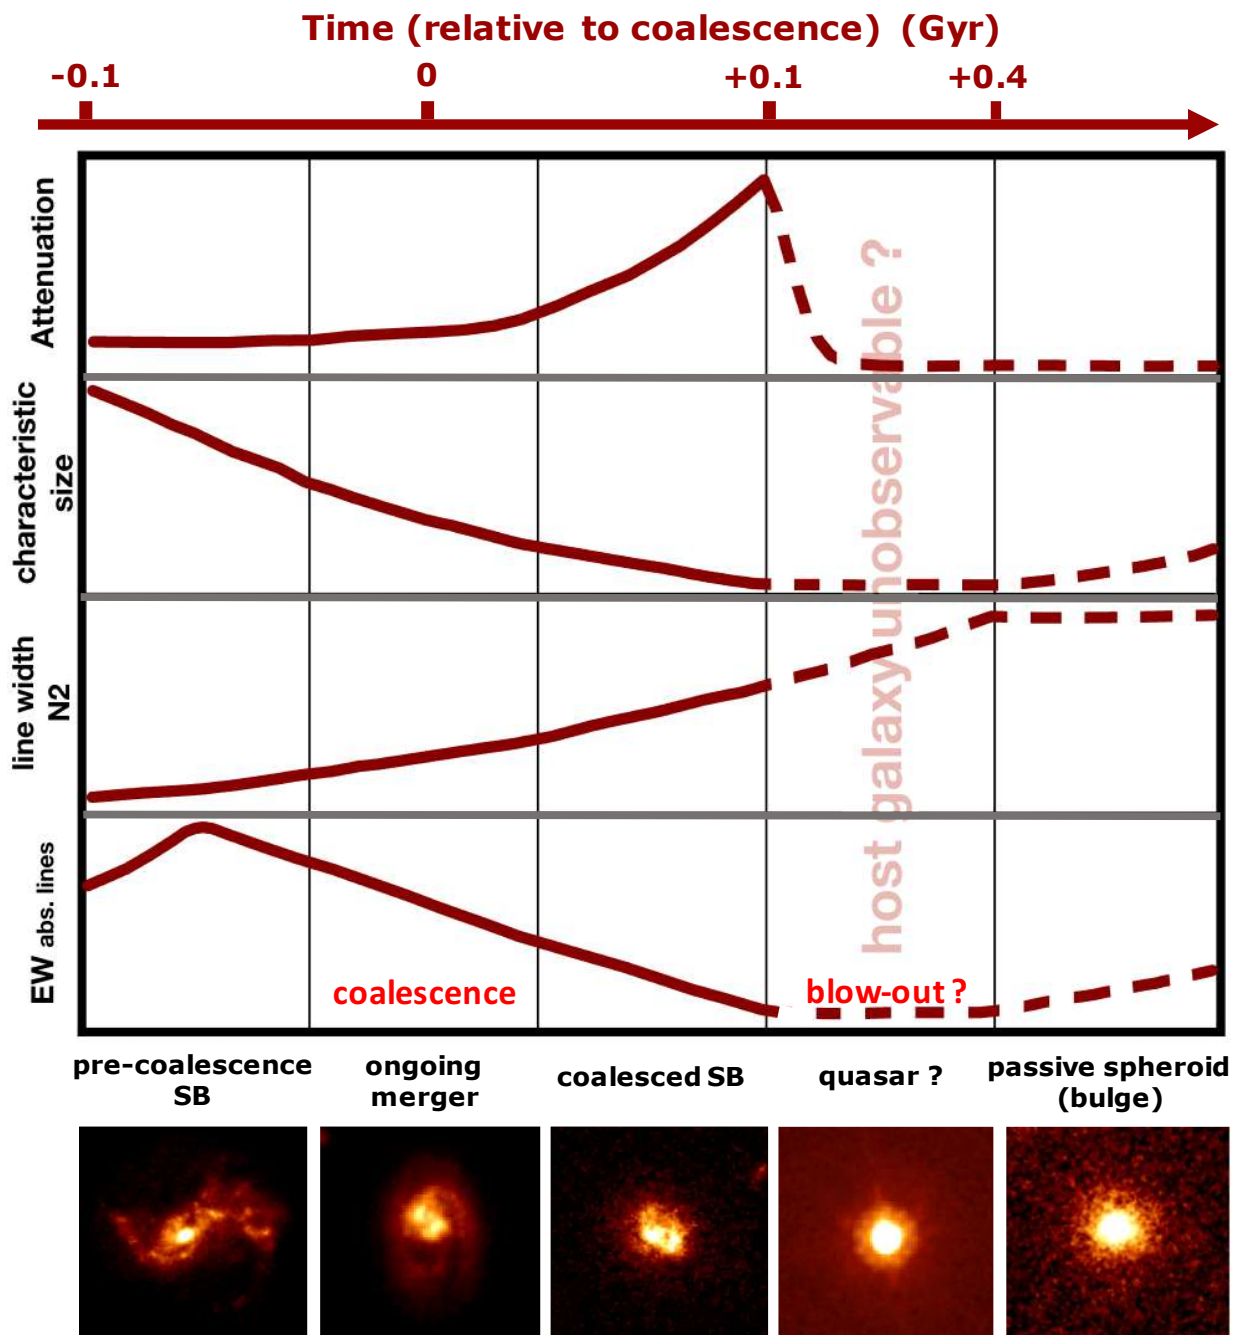 Time (relative to coalescence) (Gyr)
-0.1 0 +0.1 +0.4
Attenuation
characteristic
size
line width
N2
EW abs. lines
host galaxy unobservable ?
coalescence
blow-out ?
pre-coalescence
SB
ongoing
merger
coalesced SB
quasar ?
passive spheroid
(bulge)